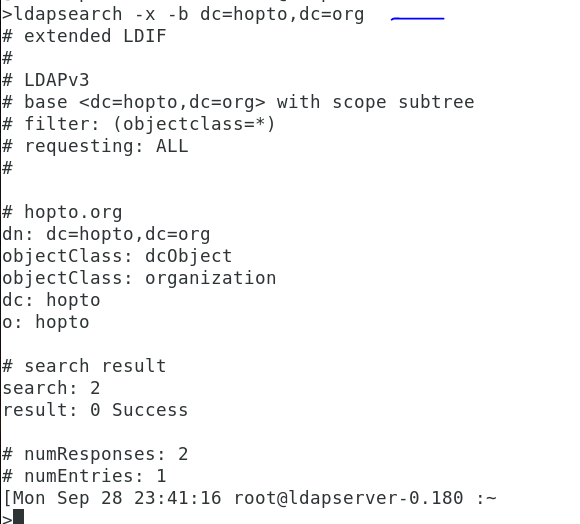 >ldapsearch -x -b dc=hopto,dc=org
# extended LDIF
#
# LDAPv3
# base <dc=hopto,dc=org> with scope subtree
# filter: (objectclass=*)
# requesting: ALL
#
# hopto.org
dn: dc=hopto,dc=org
objectClass: dcObject
objectClass: organization
dc: hopto
o: hopto
# search result
search: 2
result: 0 Success
# numResponses: 2
# numEntries: 1
[Mon Sep 28 23:41:16 root@ldapserver-0.180 :~
>